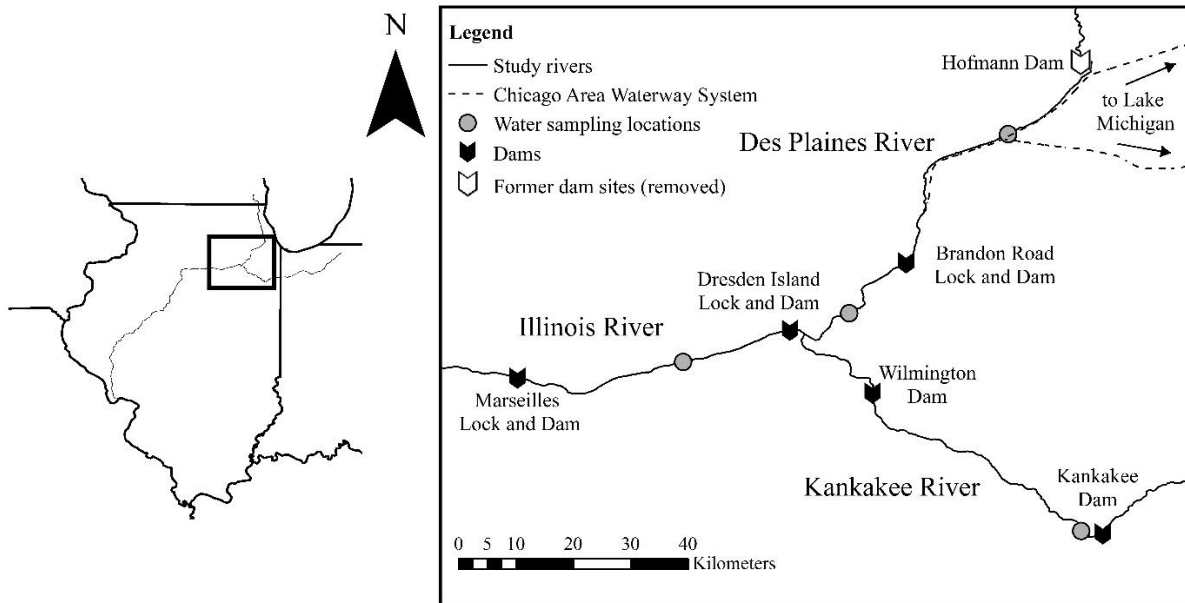 N
Legend
Study rivers
Chicago Area Waterway System
Water sampling locations
Dams
Former dam sites (removed)
Hofmann Dam
to Lake
Michigan
Des Plaines River
Brandon Road
Lock and Dam
Dresden Island
Lock and Dam
Illinois River
Marseilles
Lock and Dam
Wilmington
Dam
Kankakee River
Kankakee
Dam
0 5 10 20 30 40
Kilometers